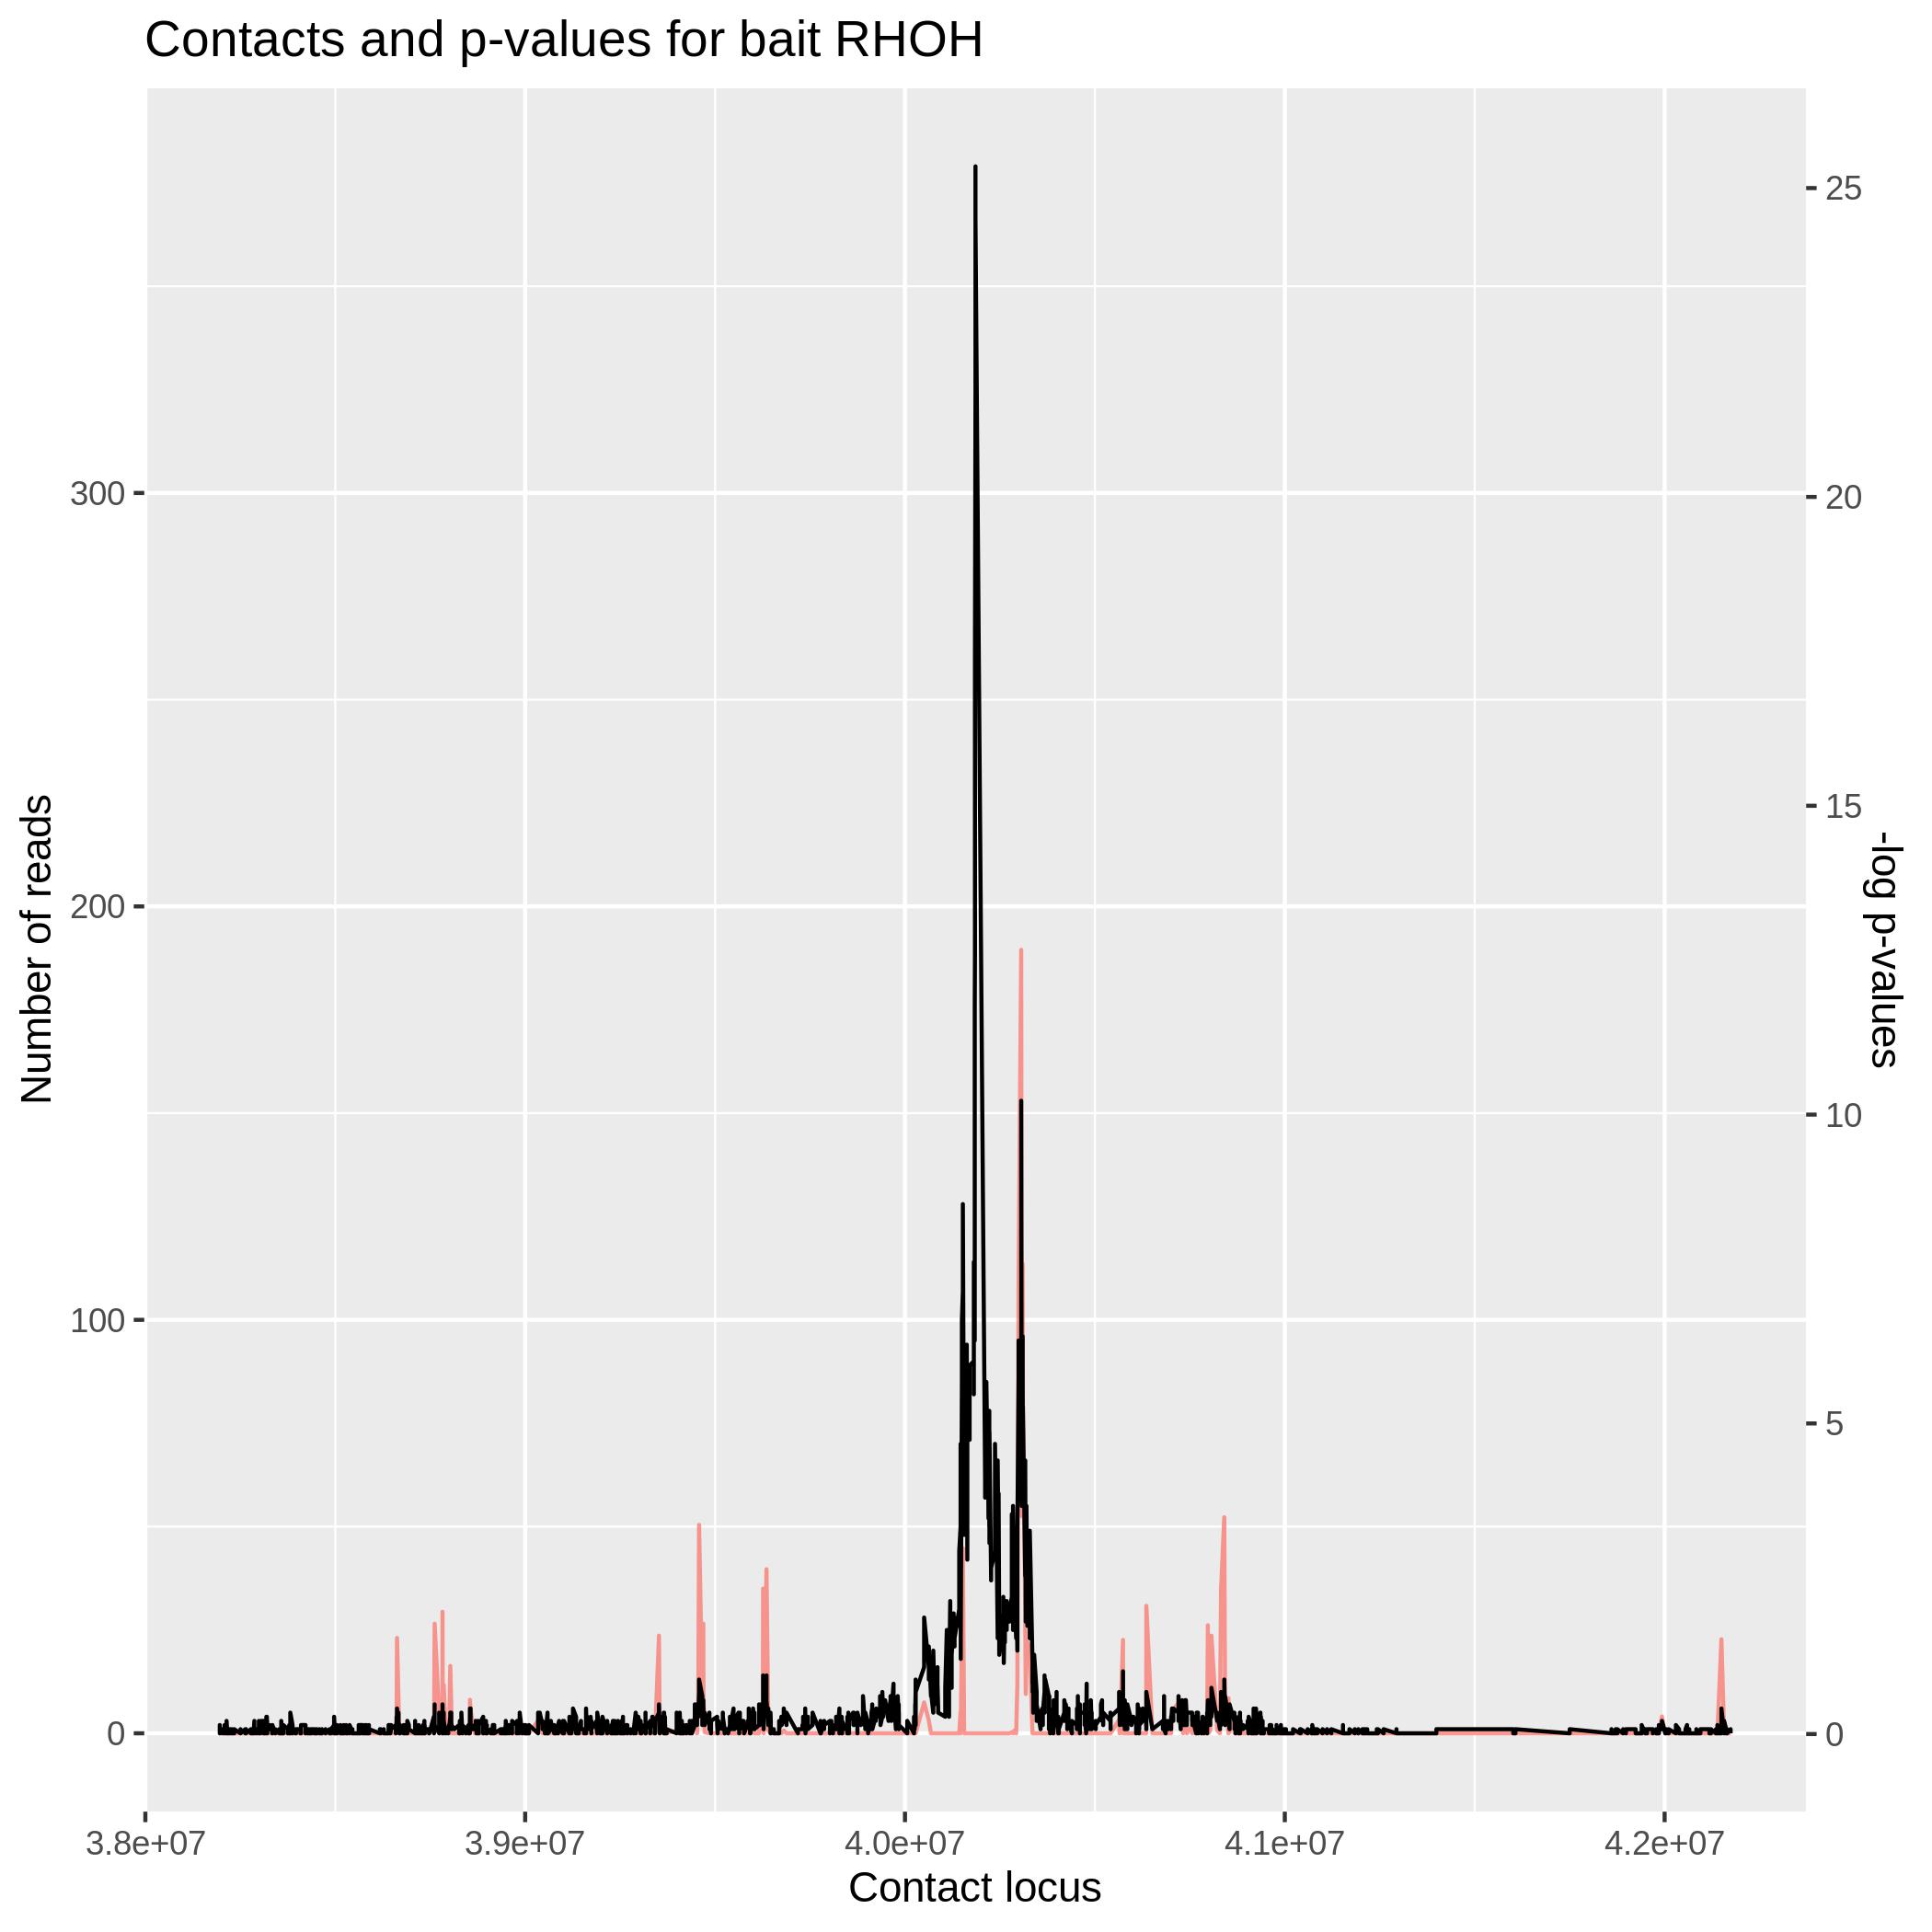 Contacts and p-values for bait RHOH
Number of reads
300
200
100
0
25
20
15
10
5
0
-log p-values
3.8e+07
3.9e+07
4.0e+07
4.1e+07
4.2e+07
Contact locus